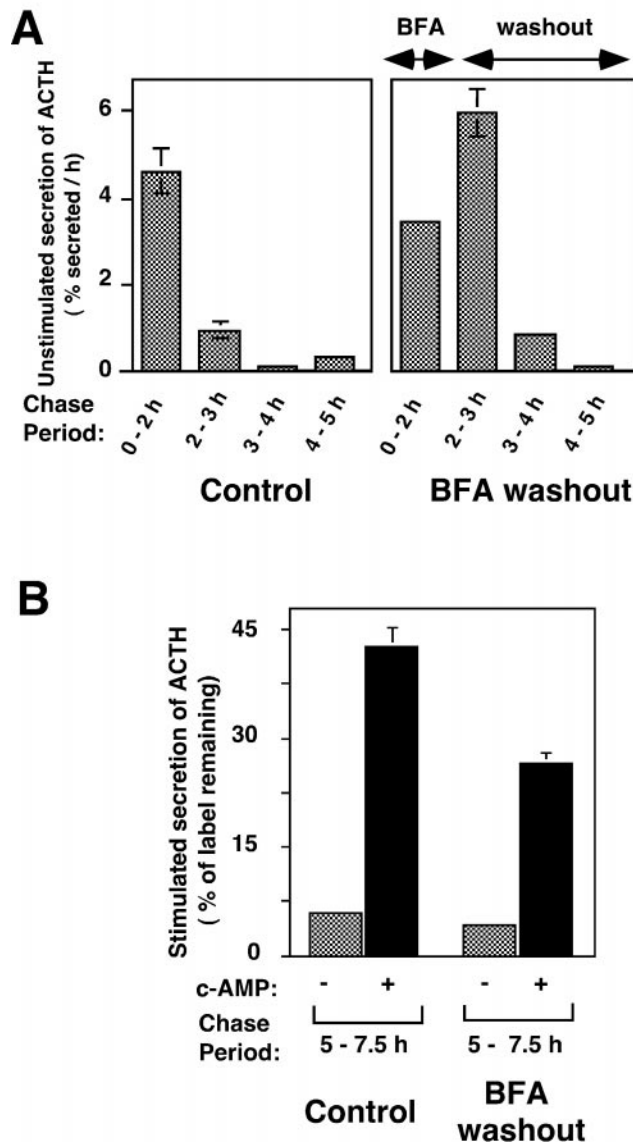 A
BFA washout
Unstimulated secretion of ACTH
( % secreted / h )
6
4
2
0
Chase
Period:
0 - 2 h 2 - 3 h 3 - 4 h 4 - 5 h 0 - 2 h 2 - 3 h 3 - 4 h 4 - 5 h
Control BFA washout
B
Stimulated secretion of ACTH
( % of label remaining)
45
30
15
0
c-AMP: - + - +
Chase
Period: 5 - 7.5 h 5 - 7.5 h
Control BFA
washout